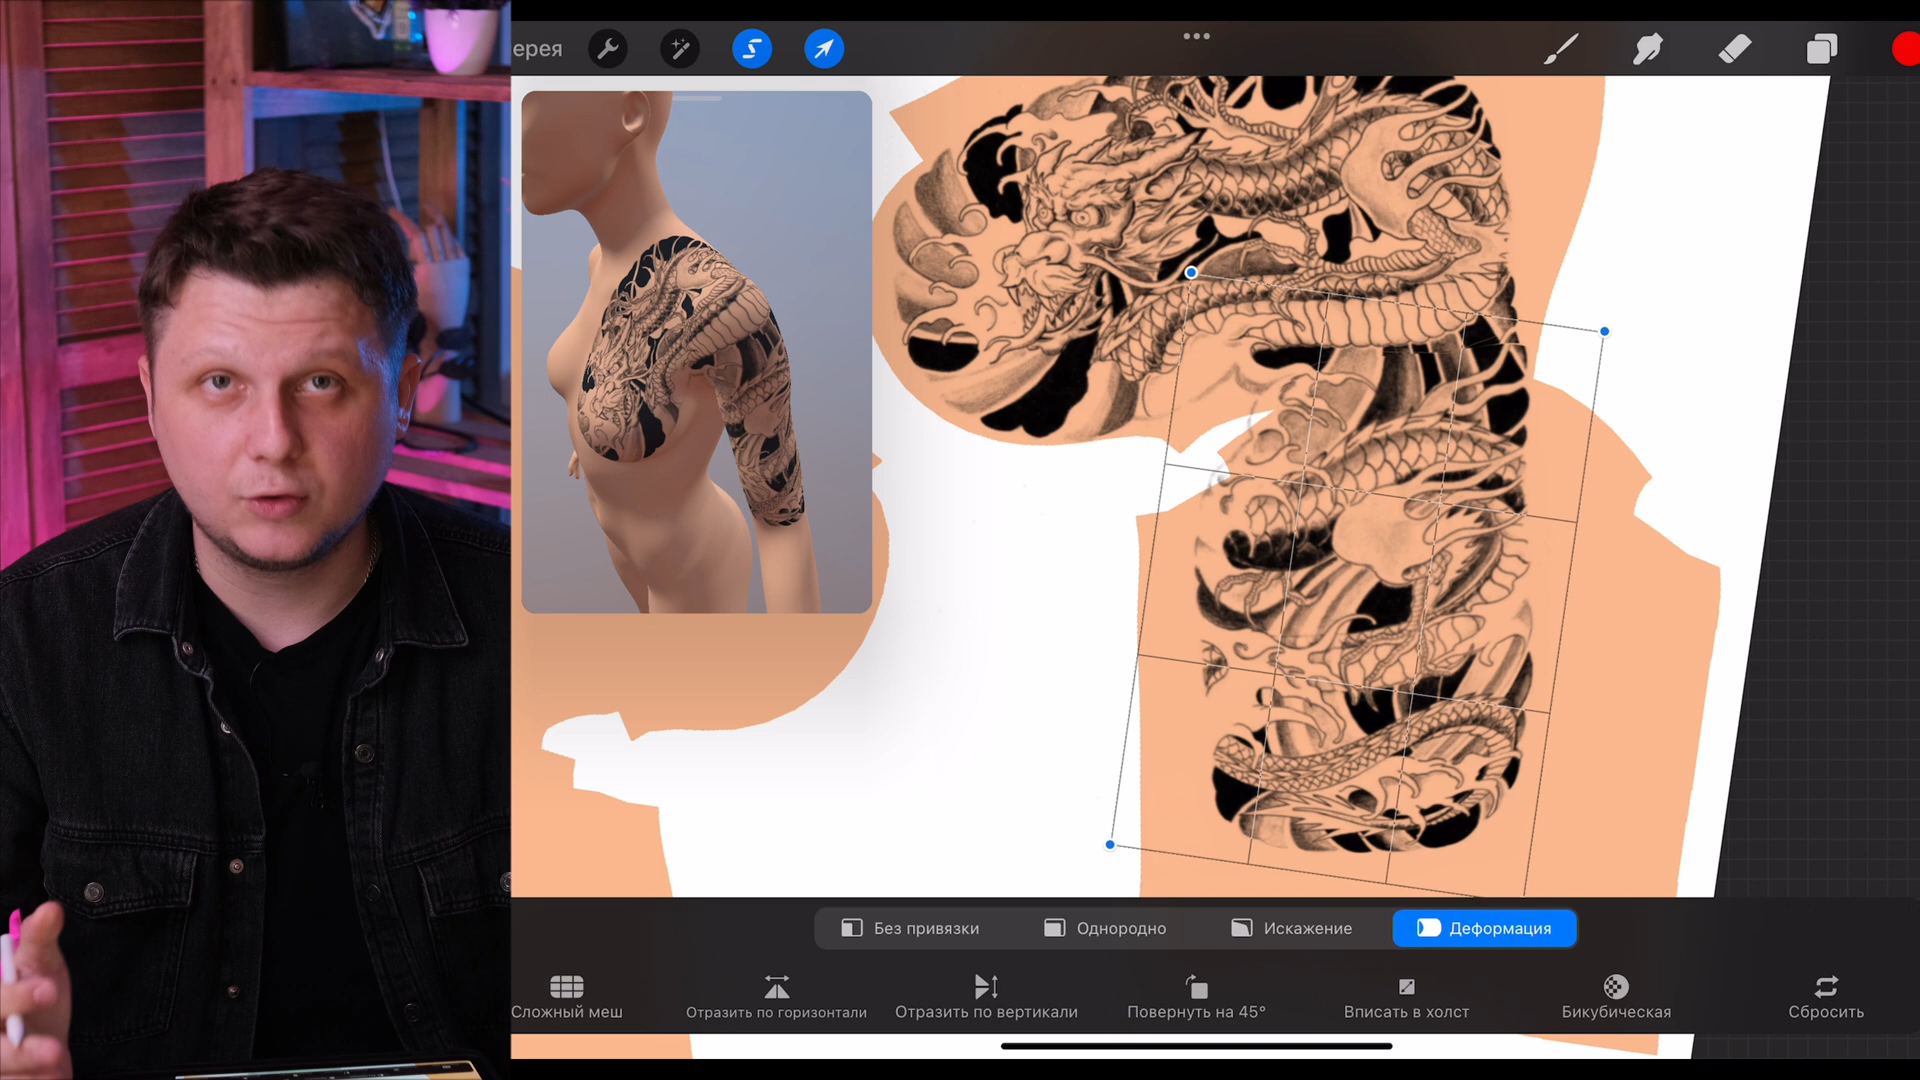 ерея
Без привязки
Однородно
Искажение
Деформация
Сложный меш
Отразить по горизонтали
Отразить по вертикали
Повернуть на 45°
Вписать в холст
Бикубическая
Сбросить